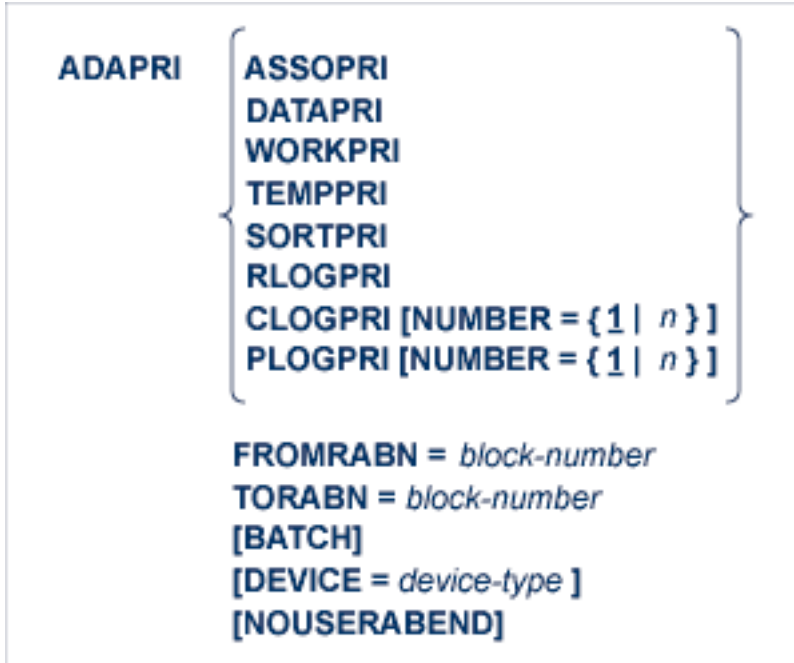 ADAPRI ASSOPRI
DATAPRI
WORKPRI
TEMPPRI
SORTPRI
RLOGPRI
CLOGPRI [NUMBER = { 1 | n } ]
PLOGPRI [NUMBER = { 1 | n } ]
FROMRABN = block-number
TORABN = block-number
[BATCH]
[DEVICE = device-type ]
[NOUSERABEND]